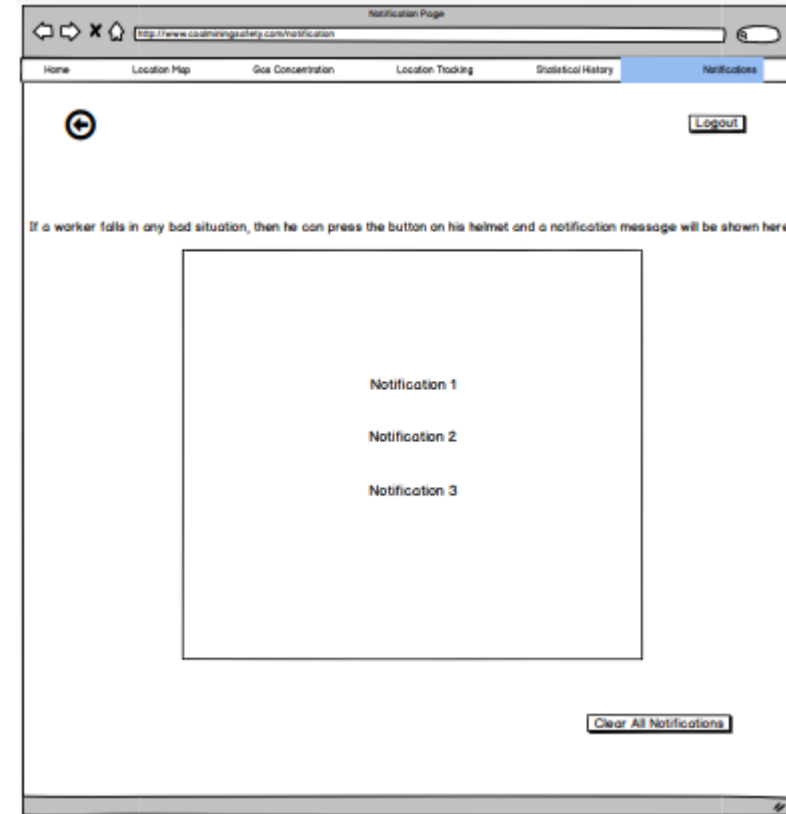 Notification Page
http://www.coalminingsafety.com/notification
Home Location Map Gas Concentration Location Tracking Statistical History Notifications
Logout
If a worker falls in any bad situation, then he can press the button on his helmet and a notification message will be shown here
Notification 1
Notification 2
Notification 3
Clear All Notifications